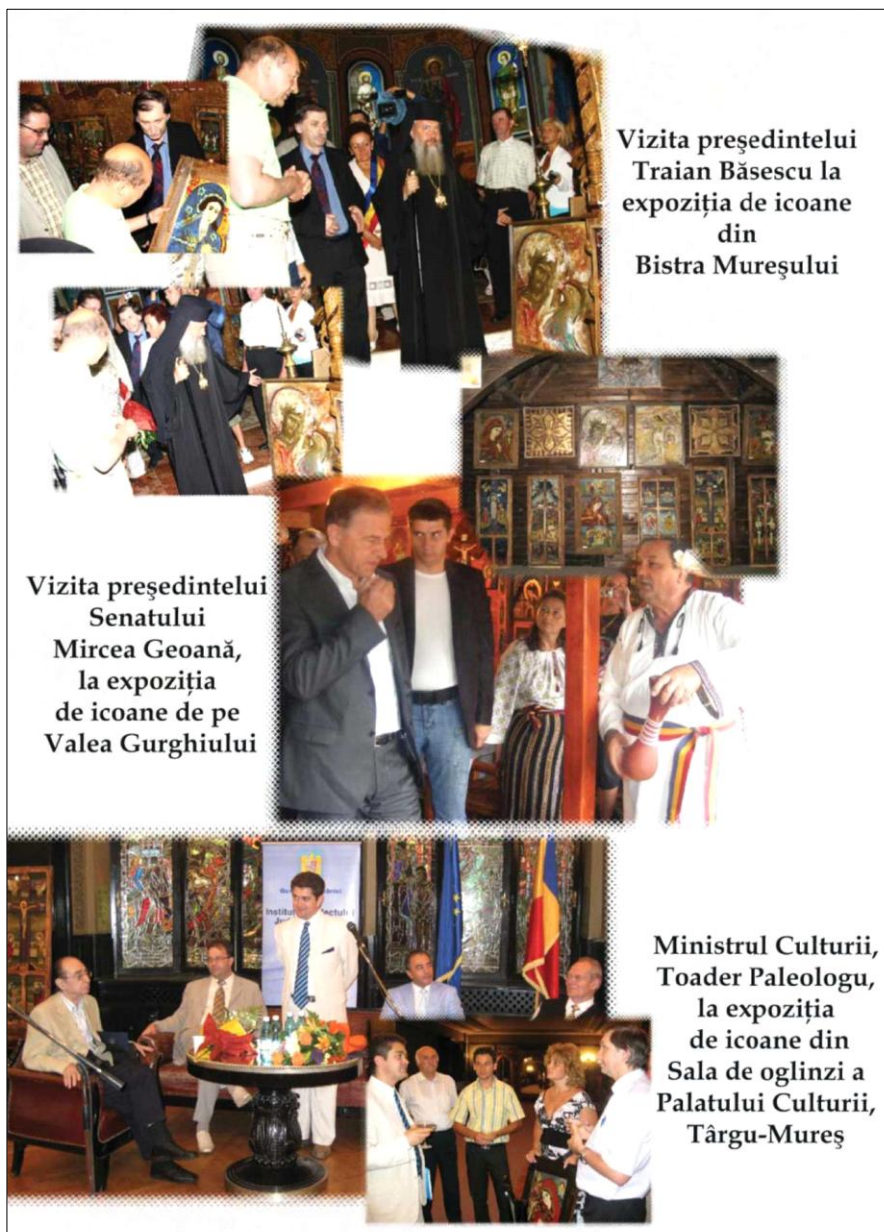 Vizita preşedintelui
Traian Băsescu la
expoziţia de icoane
din
Bistra Mureşului
Vizita preşedintelui
Senatului
Mircea Geoană,
la expoziţia
de icoane de pe
Valea Gurghiului
Ministrul Culturii,
Toader Paleologu,
la expoziţia
de icoane din
Sala de oglinzi a
Palatului Culturii,
Târgu-Mureş